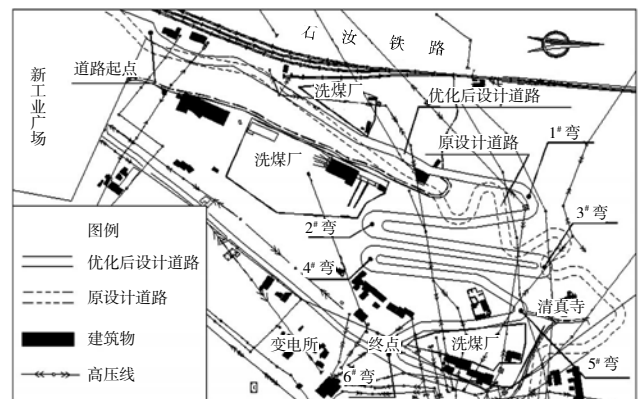 石汝铁路
新工业广场
道路起点
洗煤厂
优化后设计道路
原设计道路
1# 弯
洗煤厂
3# 弯
2# 弯
4# 弯
图例
优化后设计道路
原设计道路
建筑物
高压线
清真寺
变电所
终点
洗煤厂
5# 弯
6# 弯